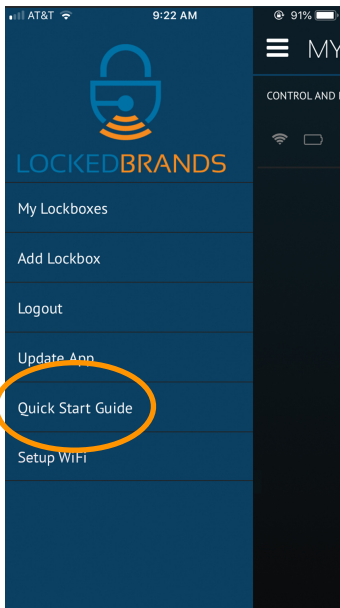 AT&T 9:22 AM 91%
MY
CONTROL AND
LOCKEDBRANDS
My Lockboxes
Add Lockbox
Logout
Update App
Quick Start Guide
Setup WiFi